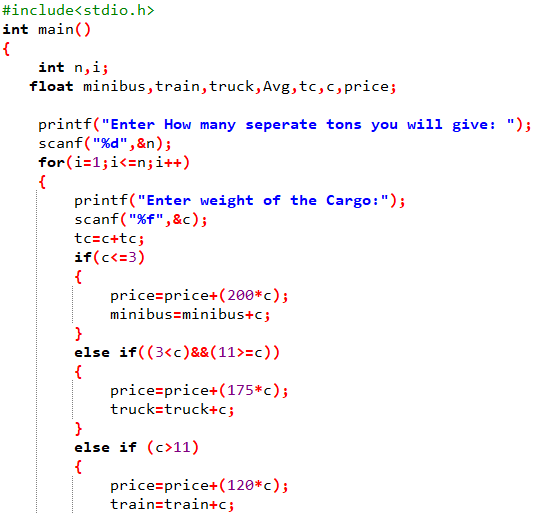 #include<stdio.h>
int main()
{
int n,i;
float minibus,train,truck,Avg,tc,c,price;
printf("Enter How many seperate tons you will give: ");
scanf("%d",&n);
for(i=1;i<=n;i++)
{
printf("Enter weight of the Cargo:");
scanf("%f",&c);
tc=c+tc;
if(c<=3)
{
price=price+(200*c);
minibus=minibus+c;
}
else if((3<c)&&(11>=c))
{
price=price+(175*c);
truck=truck+c;
}
else if (c>11)
{
price=price+(120*c);
train=train+c;